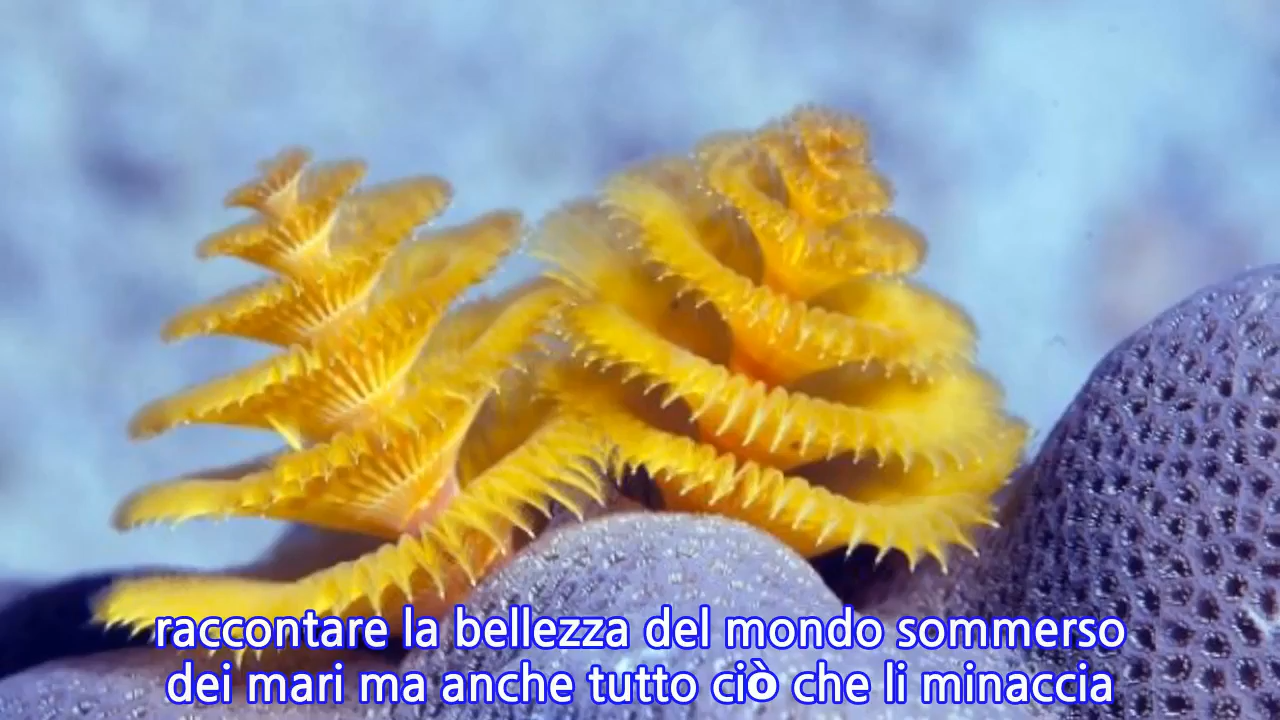 raccontare la bellezza del mondo sommerso
dei mari ma anche tutto ciò che li minaccia